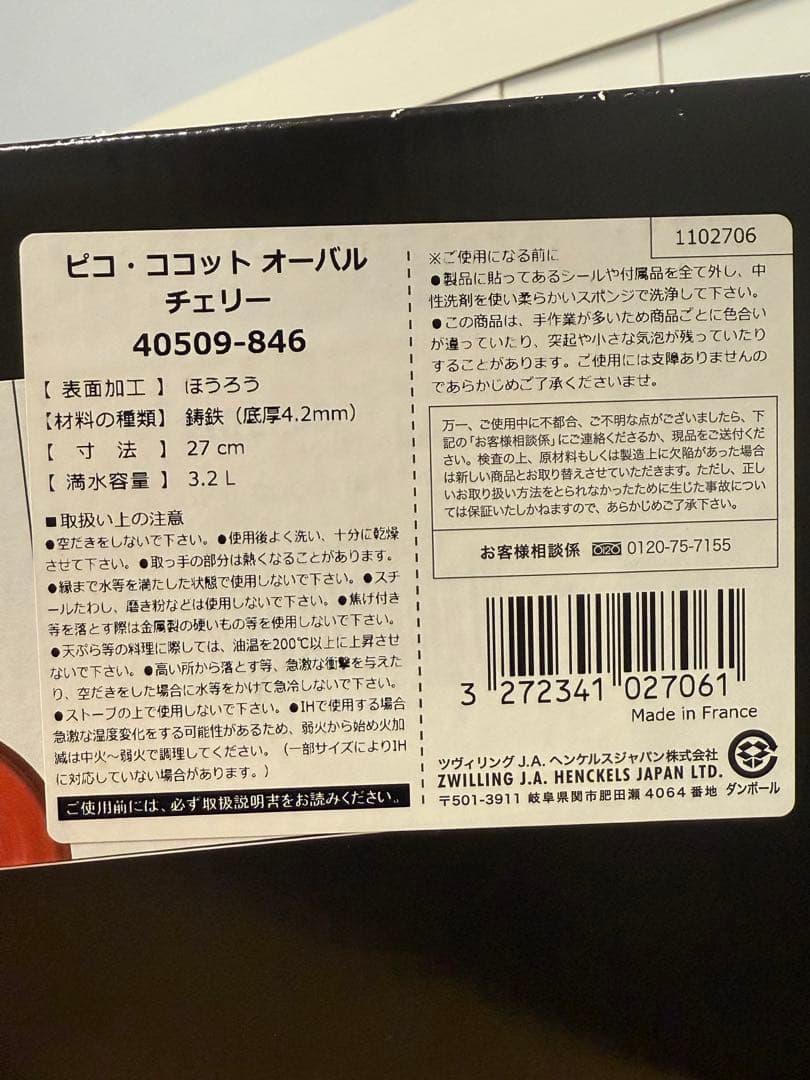 ピコ・ココット オーバル
チェリー
40509-846
【 表面加工 】 ほうろう
【材料の種類】 鋳鉄（底厚4.2mm）
【 寸 法 】 27 cm
【 満水容量 】 3.2 L
■取扱い上の注意
●空だきをしないで下さい。●使用後よく洗い、十分に乾燥
させて下さい。●取っ手の部分は熱くなることがあります。
●縁まで水等を満たした状態で使用しないで下さい。●スチ
ールたわし、磨き粉などは使用しないで下さい。●焦げ付き
等を落とす際は金属製の硬いもの等を使用しないで下さい。
●天ぷら等の料理に際しては、油温を200℃以上に上昇させ
ないで下さい。●高い所から落とす等、急激な衝撃を与えた
り、空だきをした場合に水等をかけて急冷しないで下さい。
●ストーブの上で使用しないで下さい。●IHで使用する場合
急激な温度変化をする可能性があるため、弱火から始め火加
減は中火～弱火で調理してください。（一部サイズによりIH
に対応していない場合があります。）
ご使用前には、必ず取扱説明書をお読みください。
1102706
※ご使用になる前に
●製品に貼ってあるシールや付属品を全て外し、中
性洗剤を使い柔らかいスポンジで洗浄して下さい。
●この商品は、手作業が多いため商品ごとに色合い
が違っていたり、突起や小さな気泡が残っていたり
することがあります。ご使用には支障ありませんの
であらかじめご了承くださいませ。
万一、ご使用中に不都合、ご不明な点がございましたら、下
記の「お客様相談係」にご連絡くださるか、現品をご送付くだ
さい。検査の上、原材料もしくは製造上に欠陥があった場合
は新しい商品とお取り替えさせていただきます。ただし、正し
いお取り扱い方法をとられなかったために生じた事故につい
ては保証いたしかねますので、あらかじめご了承下さい。
お客様相談係 0120-75-7155
3 272341 027061
Made in France
ツヴィリング J.A. ヘンケルスジャパン株式会社
ZWILLING J.A. HENCKELS JAPAN LTD.
〒501-3911 岐阜県関市肥田瀬 4064 番地
ダンボール